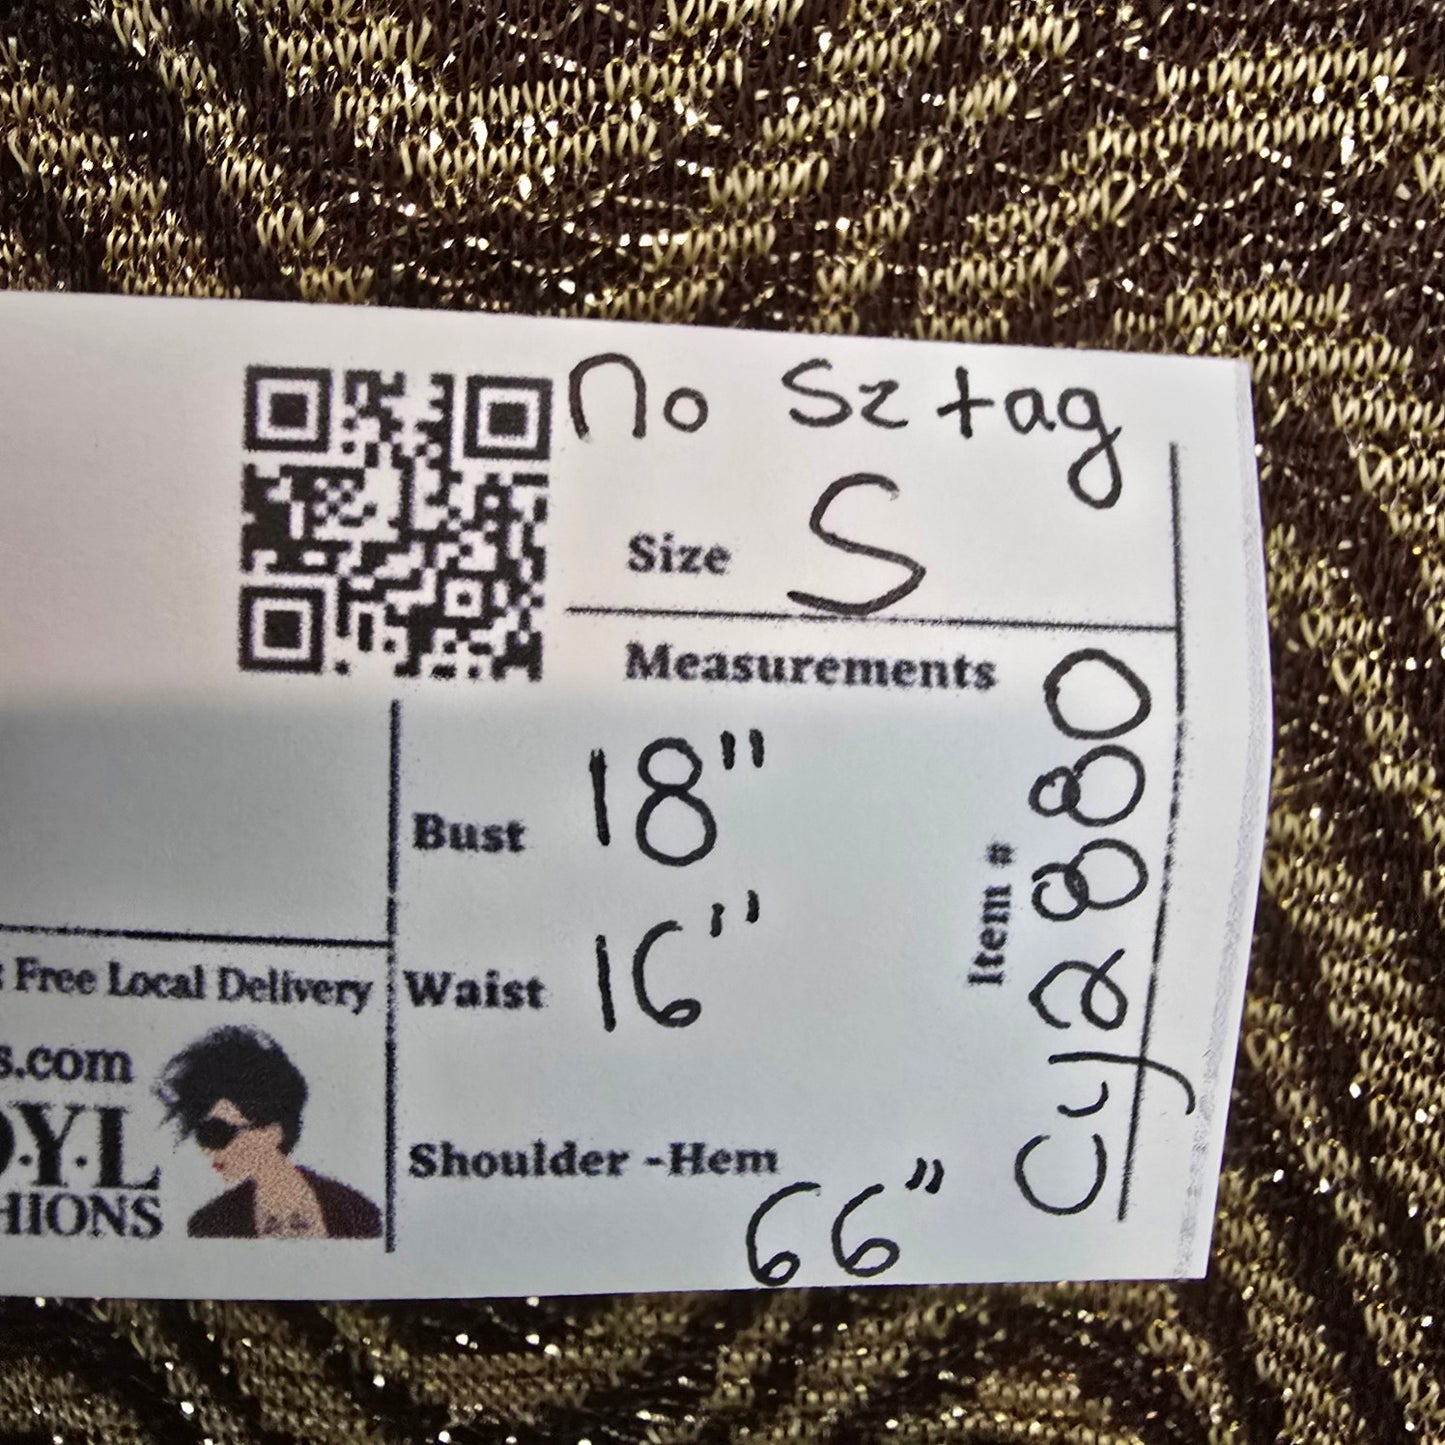 no Sz tag
Size S
Measurements
Bust 18"
Waist 16"
Shoulder -Hem
66"
Item #
Cy2880
Free Local Delivery
s.com
Y.L
HIONS